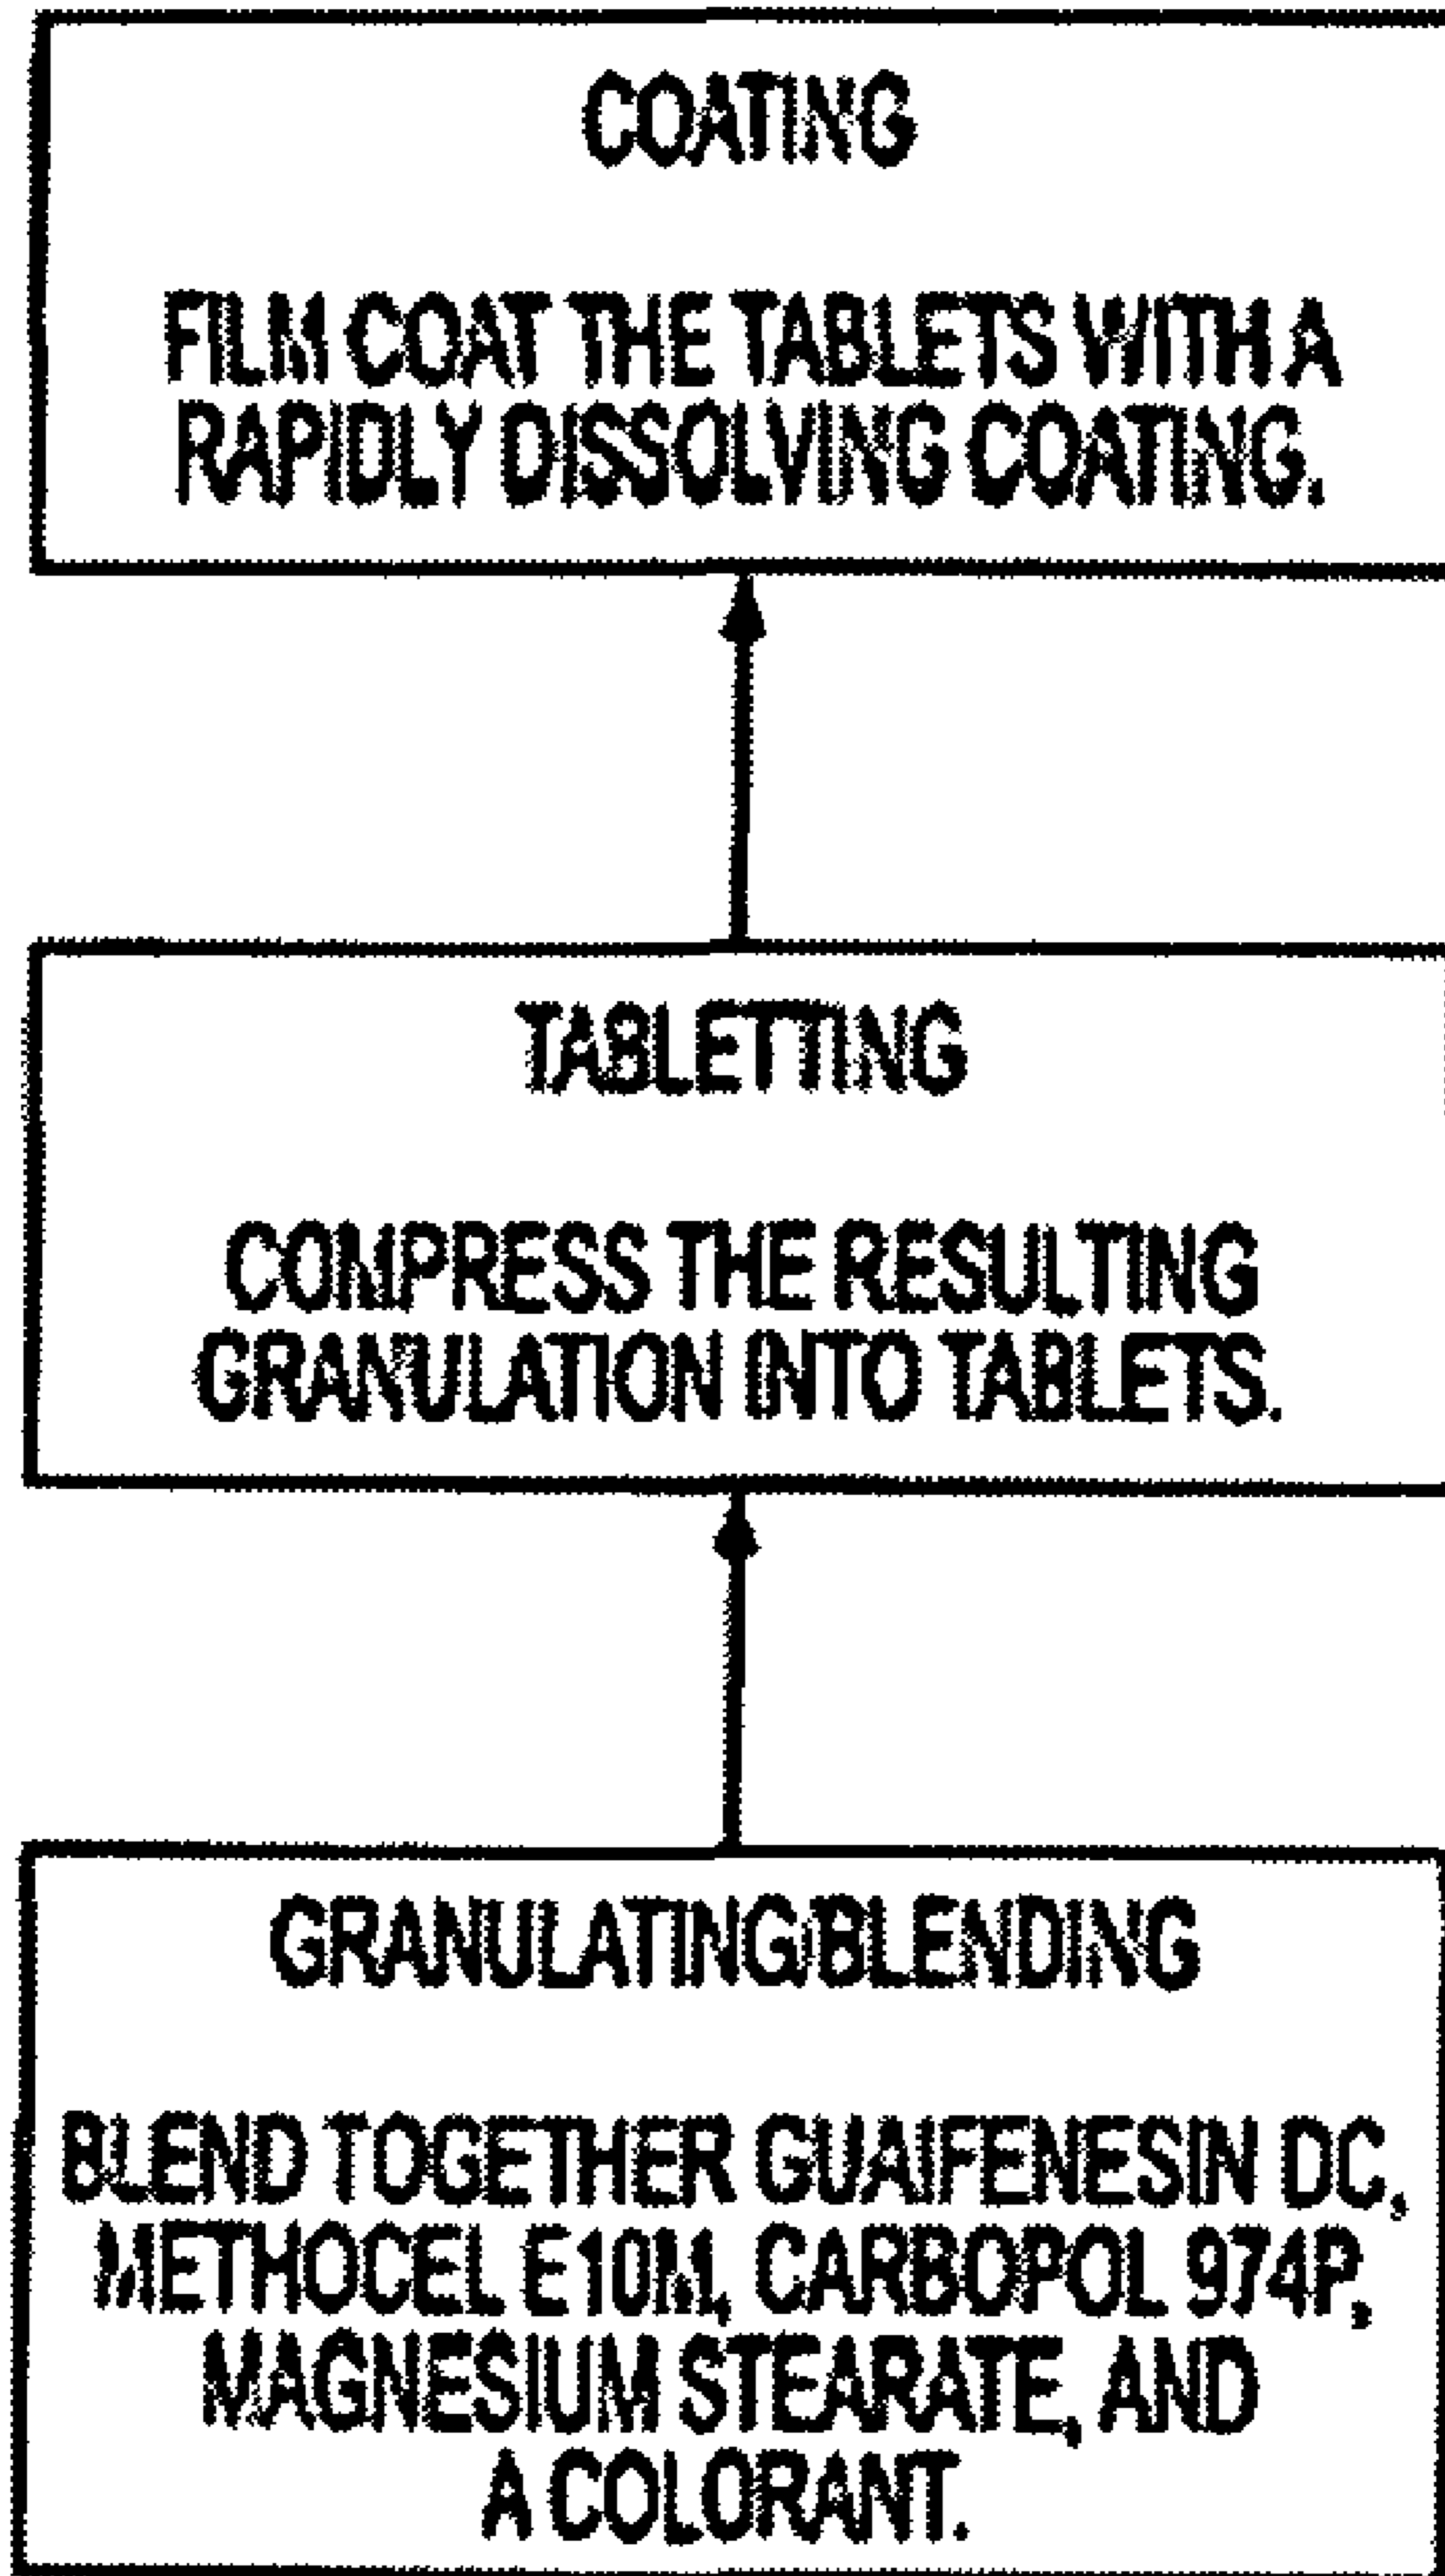 COATING
FILM COAT THE TABLETS WITH A
RAPIDLY DISSOLVING COATING.
TABLETTING
COMPRESS THE RESULTING
GRANULATION INTO TABLETS.
GRANULATING/BLENDING
BLEND TOGETHER GUAIFENESIN DC,
METHOCEL E10M, CARBOPOL 974P,
MAGNESIUM STEARATE, AND
A COLORANT.